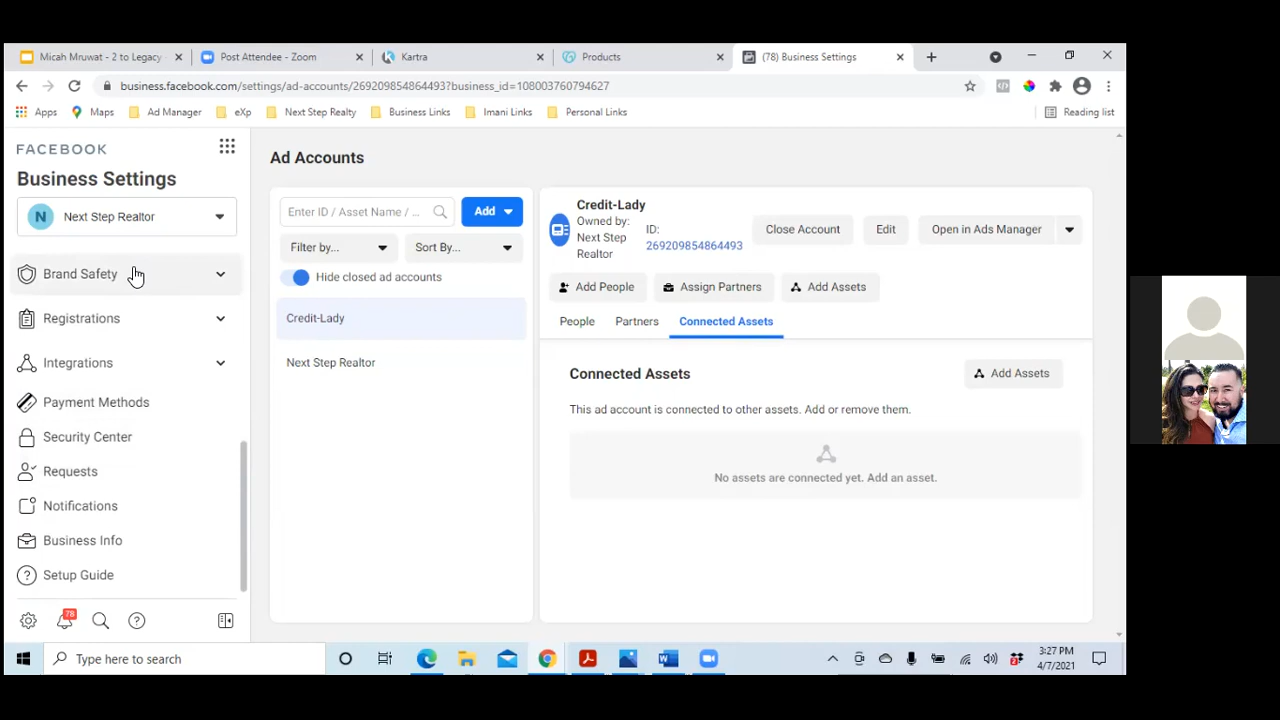 Micah Mruwat - 2 to Legacy
Post Attendee - Zoom
Kartra
Products
(78) Business Settings
business.facebook.com/settings/ad-accounts/269209854864493?business_id=108003760794627
Apps
Maps
Ad Manager
eXp
Next Step Realty
Business Links
Imani Links
Personal Links
Reading list
FACEBOOK
Business Settings
N Next Step Realtor
Brand Safety
Registrations
Integrations
Payment Methods
Security Center
Requests
Notifications
Business Info
Setup Guide
78
Ad Accounts
Enter ID / Asset Name / ...
Add
Filter by...
Sort By...
Hide closed ad accounts
Credit-Lady
Next Step Realtor
Credit-Lady
Owned by:
Next Step
Realtor
ID:
269209854864493
Close Account
Edit
Open in Ads Manager
Add People
Assign Partners
Add Assets
People
Partners
Connected Assets
Connected Assets
Add Assets
This ad account is connected to other assets. Add or remove them.
No assets are connected yet. Add an asset.
Type here to search
3:27 PM
4/7/2021